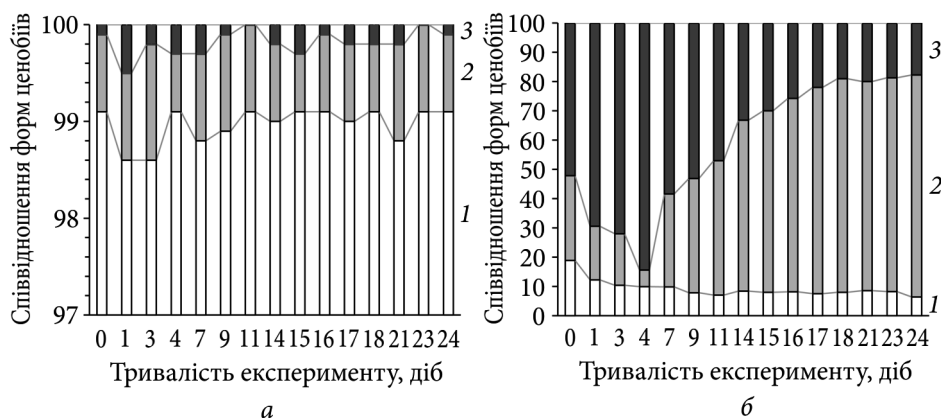 Співвідношення форм ценобіїв
100
99
98
97
3
2
1
0 1 3 4 7 9 11 14 15 16 17 18 21 23 24
Тривалість експерименту, діб
а
Співвідношення форм ценобіїв
100
90
80
70
60
50
40
30
20
10
0
3
2
1
0 1 3 4 7 9 11 14 15 16 17 18 21 23 24
Тривалість експерименту, діб
б